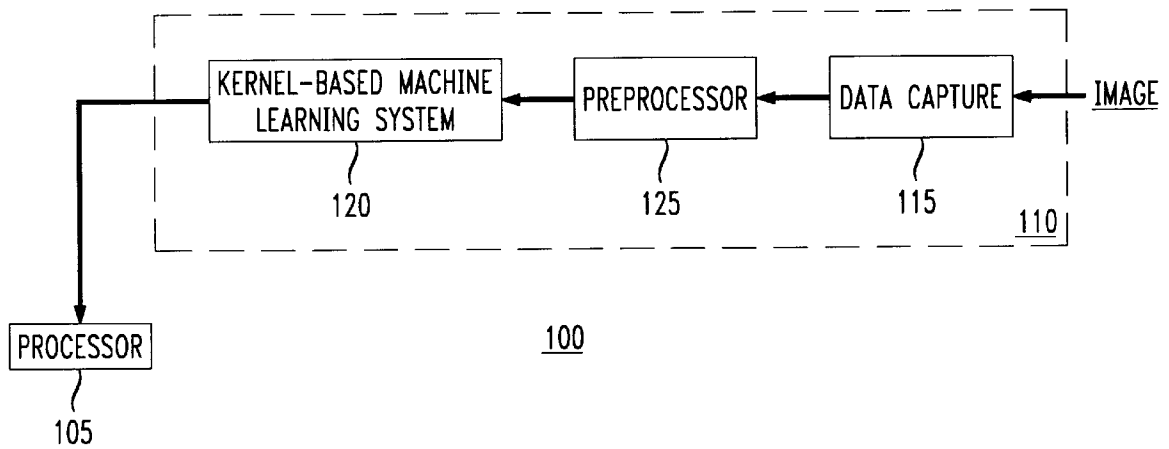 KERNEL-BASED MACHINE
LEARNING SYSTEM
PREPROCESSOR
DATA CAPTURE
IMAGE
120
125
115
110
PROCESSOR
100
105